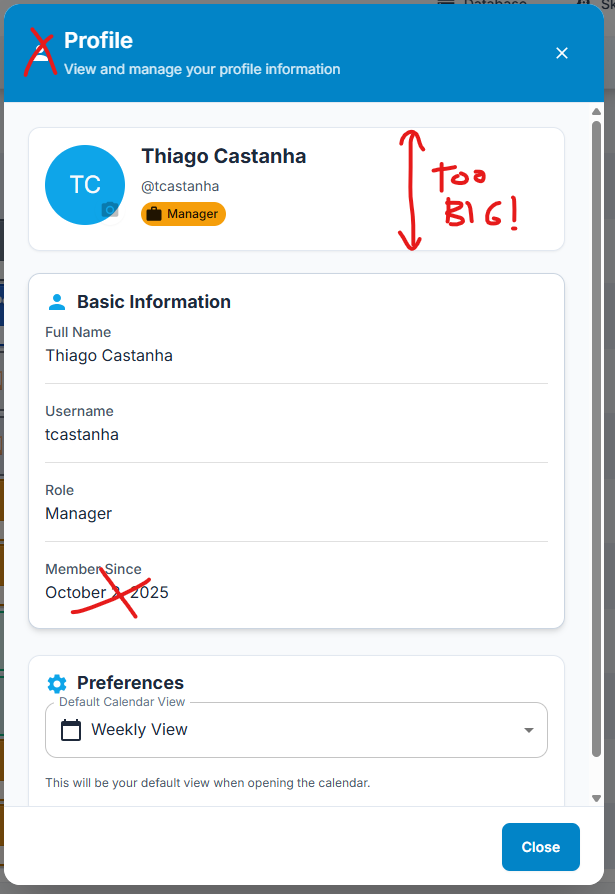 Database
Profile
View and manage your profile information
TC
Thiago Castanha
@tcastanha
Manager
Too
BIG!
Basic Information
Full Name
Thiago Castanha
Username
tcastanha
Role
Manager
Member Since
October 2, 2025
Preferences
Default Calendar View
Weekly View
This will be your default view when opening the calendar.
Close